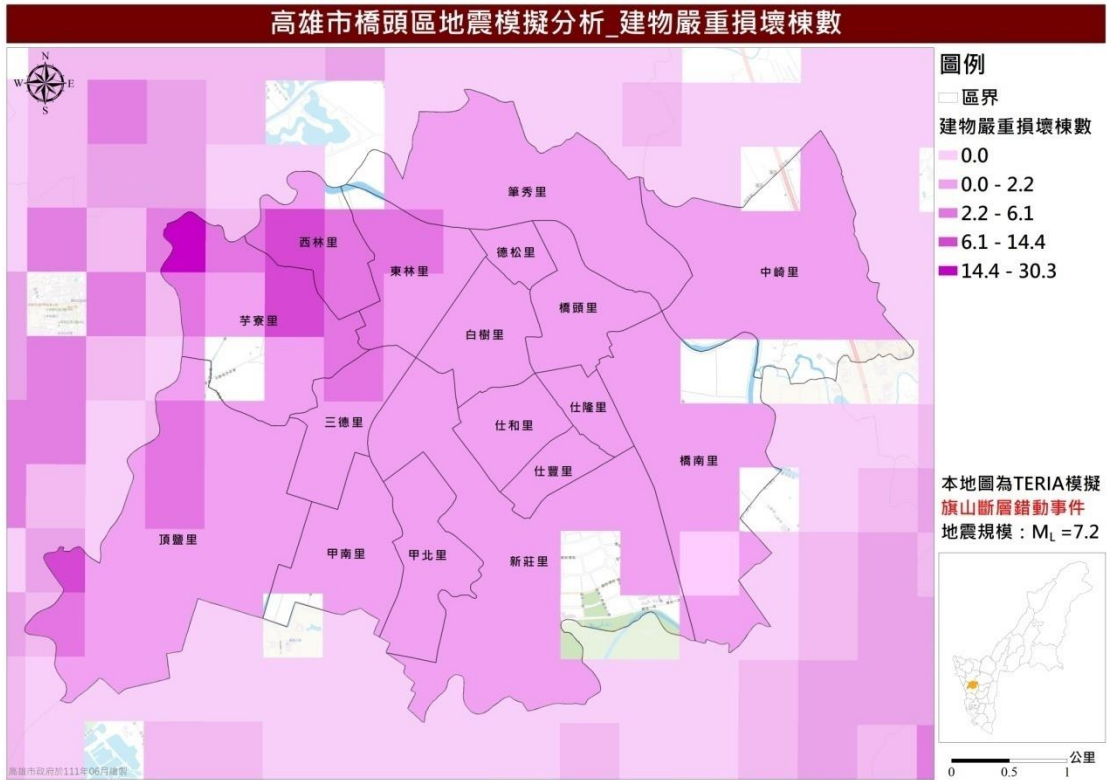 高雄市橋頭區地震模擬分析_建物嚴重損壞棟數
N
W
E
S
圖例
區界
建物嚴重損壞棟數
0.0
0.0 - 2.2
2.2 - 6.1
6.1 - 14.4
14.4 - 30.3
筆秀里
西林里
德松里
東林里
中崎里
橋頭里
芋寮里
白樹里
仕隆里
三德里
仕和里
橋南里
仕豐里
頂鹽里
甲南里
甲北里
新莊里
本地圖為TERIA模擬
旗山斷層錯動事件
地震規模：ML =7.2
公里
0 0.5 1
高雄市政府於111年06月繪製